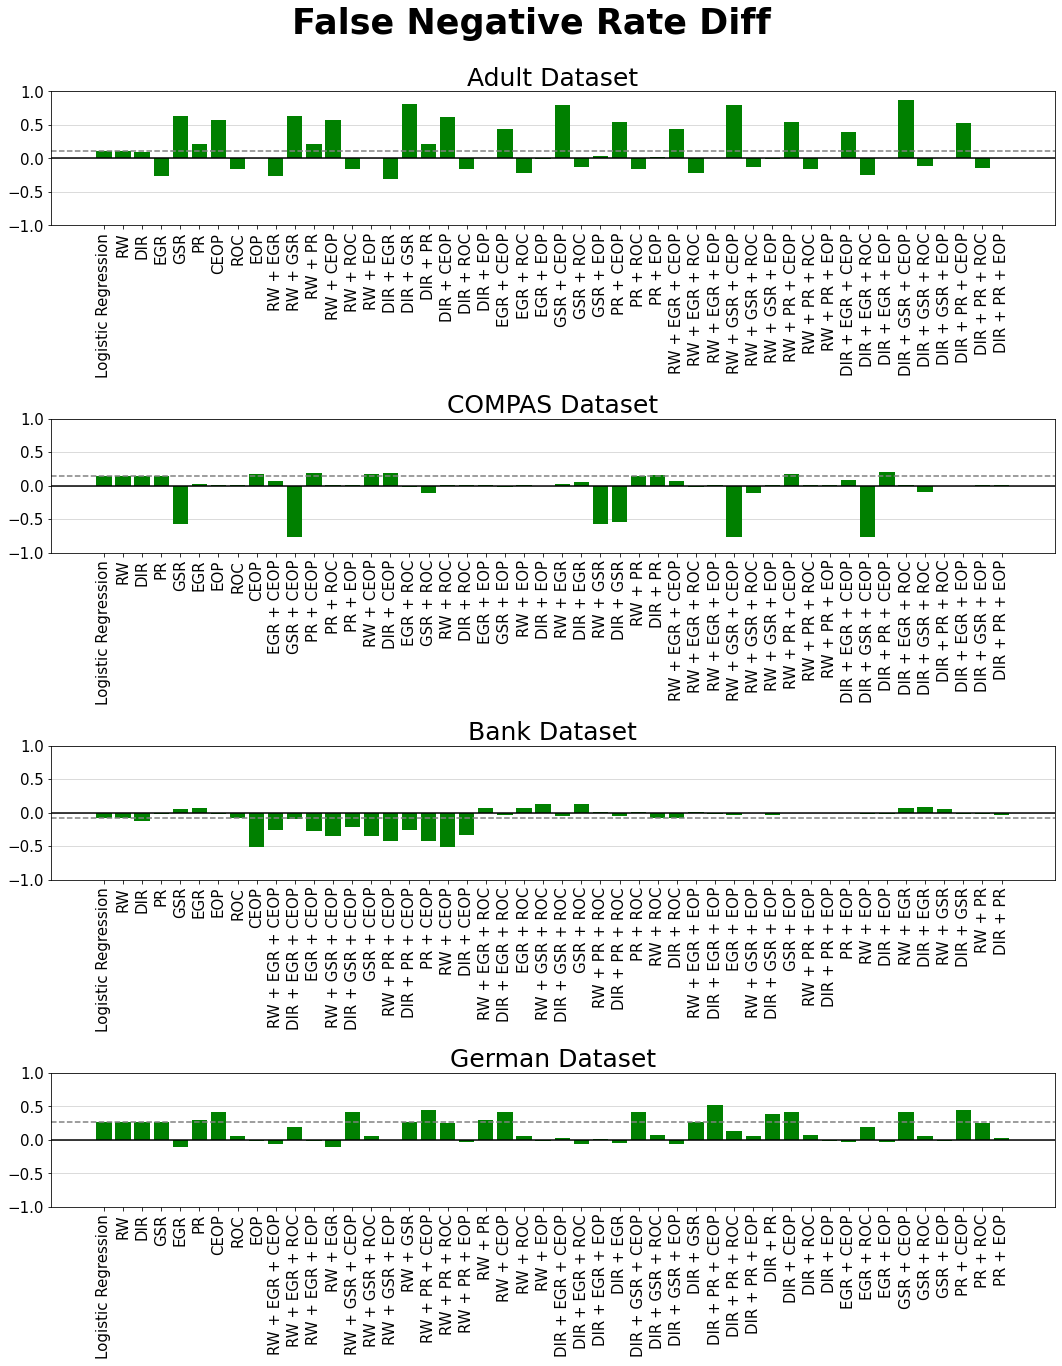 False Negative Rate Diff
Adult Dataset
1.0
0.5
0.0
−0.5
−1.0
Logistic Regression
RW
DIR
EGR
GSR
PR
CEOP
ROC
EOP
RW + EGR
RW + GSR
RW + PR
RW + CEOP
RW + ROC
RW + EOP
DIR + EGR
DIR + GSR
DIR + PR
DIR + CEOP
DIR + ROC
DIR + EOP
EGR + CEOP
EGR + ROC
EGR + EOP
GSR + CEOP
GSR + ROC
GSR + EOP
PR + CEOP
PR + ROC
PR + EOP
RW + EGR + CEOP
RW + EGR + ROC
RW + EGR + EOP
RW + GSR + CEOP
RW + GSR + ROC
RW + GSR + EOP
RW + PR + CEOP
RW + PR + ROC
RW + PR + EOP
DIR + EGR + CEOP
DIR + EGR + ROC
DIR + EGR + EOP
DIR + GSR + CEOP
DIR + GSR + ROC
DIR + GSR + EOP
DIR + PR + CEOP
DIR + PR + ROC
DIR + PR + EOP
COMPAS Dataset
1.0
0.5
0.0
−0.5
−1.0
Logistic Regression
RW
DIR
PR
GSR
EGR
EOP
ROC
CEOP
EGR + CEOP
GSR + CEOP
PR + CEOP
PR + ROC
PR + EOP
RW + CEOP
DIR + CEOP
EGR + ROC
GSR + ROC
RW + ROC
DIR + ROC
EGR + EOP
GSR + EOP
RW + EOP
DIR + EOP
RW + EGR
DIR + EGR
RW + GSR
DIR + GSR
RW + PR
DIR + PR
RW + EGR + CEOP
RW + EGR + ROC
RW + EGR + EOP
RW + GSR + CEOP
RW + GSR + ROC
RW + GSR + EOP
RW + PR + CEOP
RW + PR + ROC
RW + PR + EOP
DIR + EGR + CEOP
DIR + GSR + CEOP
DIR + PR + CEOP
DIR + EGR + ROC
DIR + GSR + ROC
DIR + PR + ROC
DIR + EGR + EOP
DIR + GSR + EOP
DIR + PR + EOP
Bank Dataset
1.0
0.5
0.0
−0.5
−1.0
Logistic Regression
RW
DIR
PR
GSR
EGR
EOP
ROC
CEOP
RW + EGR + CEOP
DIR + EGR + CEOP
EGR + CEOP
RW + GSR + CEOP
DIR + GSR + CEOP
GSR + CEOP
RW + PR + CEOP
DIR + PR + CEOP
PR + CEOP
RW + CEOP
DIR + CEOP
RW + EGR + ROC
DIR + EGR + ROC
EGR + ROC
RW + GSR + ROC
DIR + GSR + ROC
GSR + ROC
RW + PR + ROC
DIR + PR + ROC
PR + ROC
RW + ROC
DIR + ROC
RW + EGR + EOP
DIR + EGR + EOP
EGR + EOP
RW + GSR + EOP
DIR + GSR + EOP
GSR + EOP
RW + PR + EOP
DIR + PR + EOP
PR + EOP
RW + EOP
DIR + EOP
RW + EGR
DIR + EGR
RW + GSR
DIR + GSR
RW + PR
DIR + PR
German Dataset
1.0
0.5
0.0
−0.5
−1.0
Logistic Regression
RW
DIR
GSR
EGR
PR
CEOP
ROC
EOP
RW + EGR + CEOP
RW + EGR + ROC
RW + EGR + EOP
RW + EGR
RW + GSR + CEOP
RW + GSR + ROC
RW + GSR + EOP
RW + GSR
RW + PR + CEOP
RW + PR + ROC
RW + PR + EOP
RW + PR
RW + CEOP
RW + ROC
RW + EOP
DIR + EGR + CEOP
DIR + EGR + ROC
DIR + EGR + EOP
DIR + EGR
DIR + GSR + CEOP
DIR + GSR + ROC
DIR + GSR + EOP
DIR + GSR
DIR + PR + CEOP
DIR + PR + ROC
DIR + PR + EOP
DIR + PR
DIR + CEOP
DIR + ROC
DIR + EOP
EGR + CEOP
EGR + ROC
EGR + EOP
GSR + CEOP
GSR + ROC
GSR + EOP
PR + CEOP
PR + ROC
PR + EOP